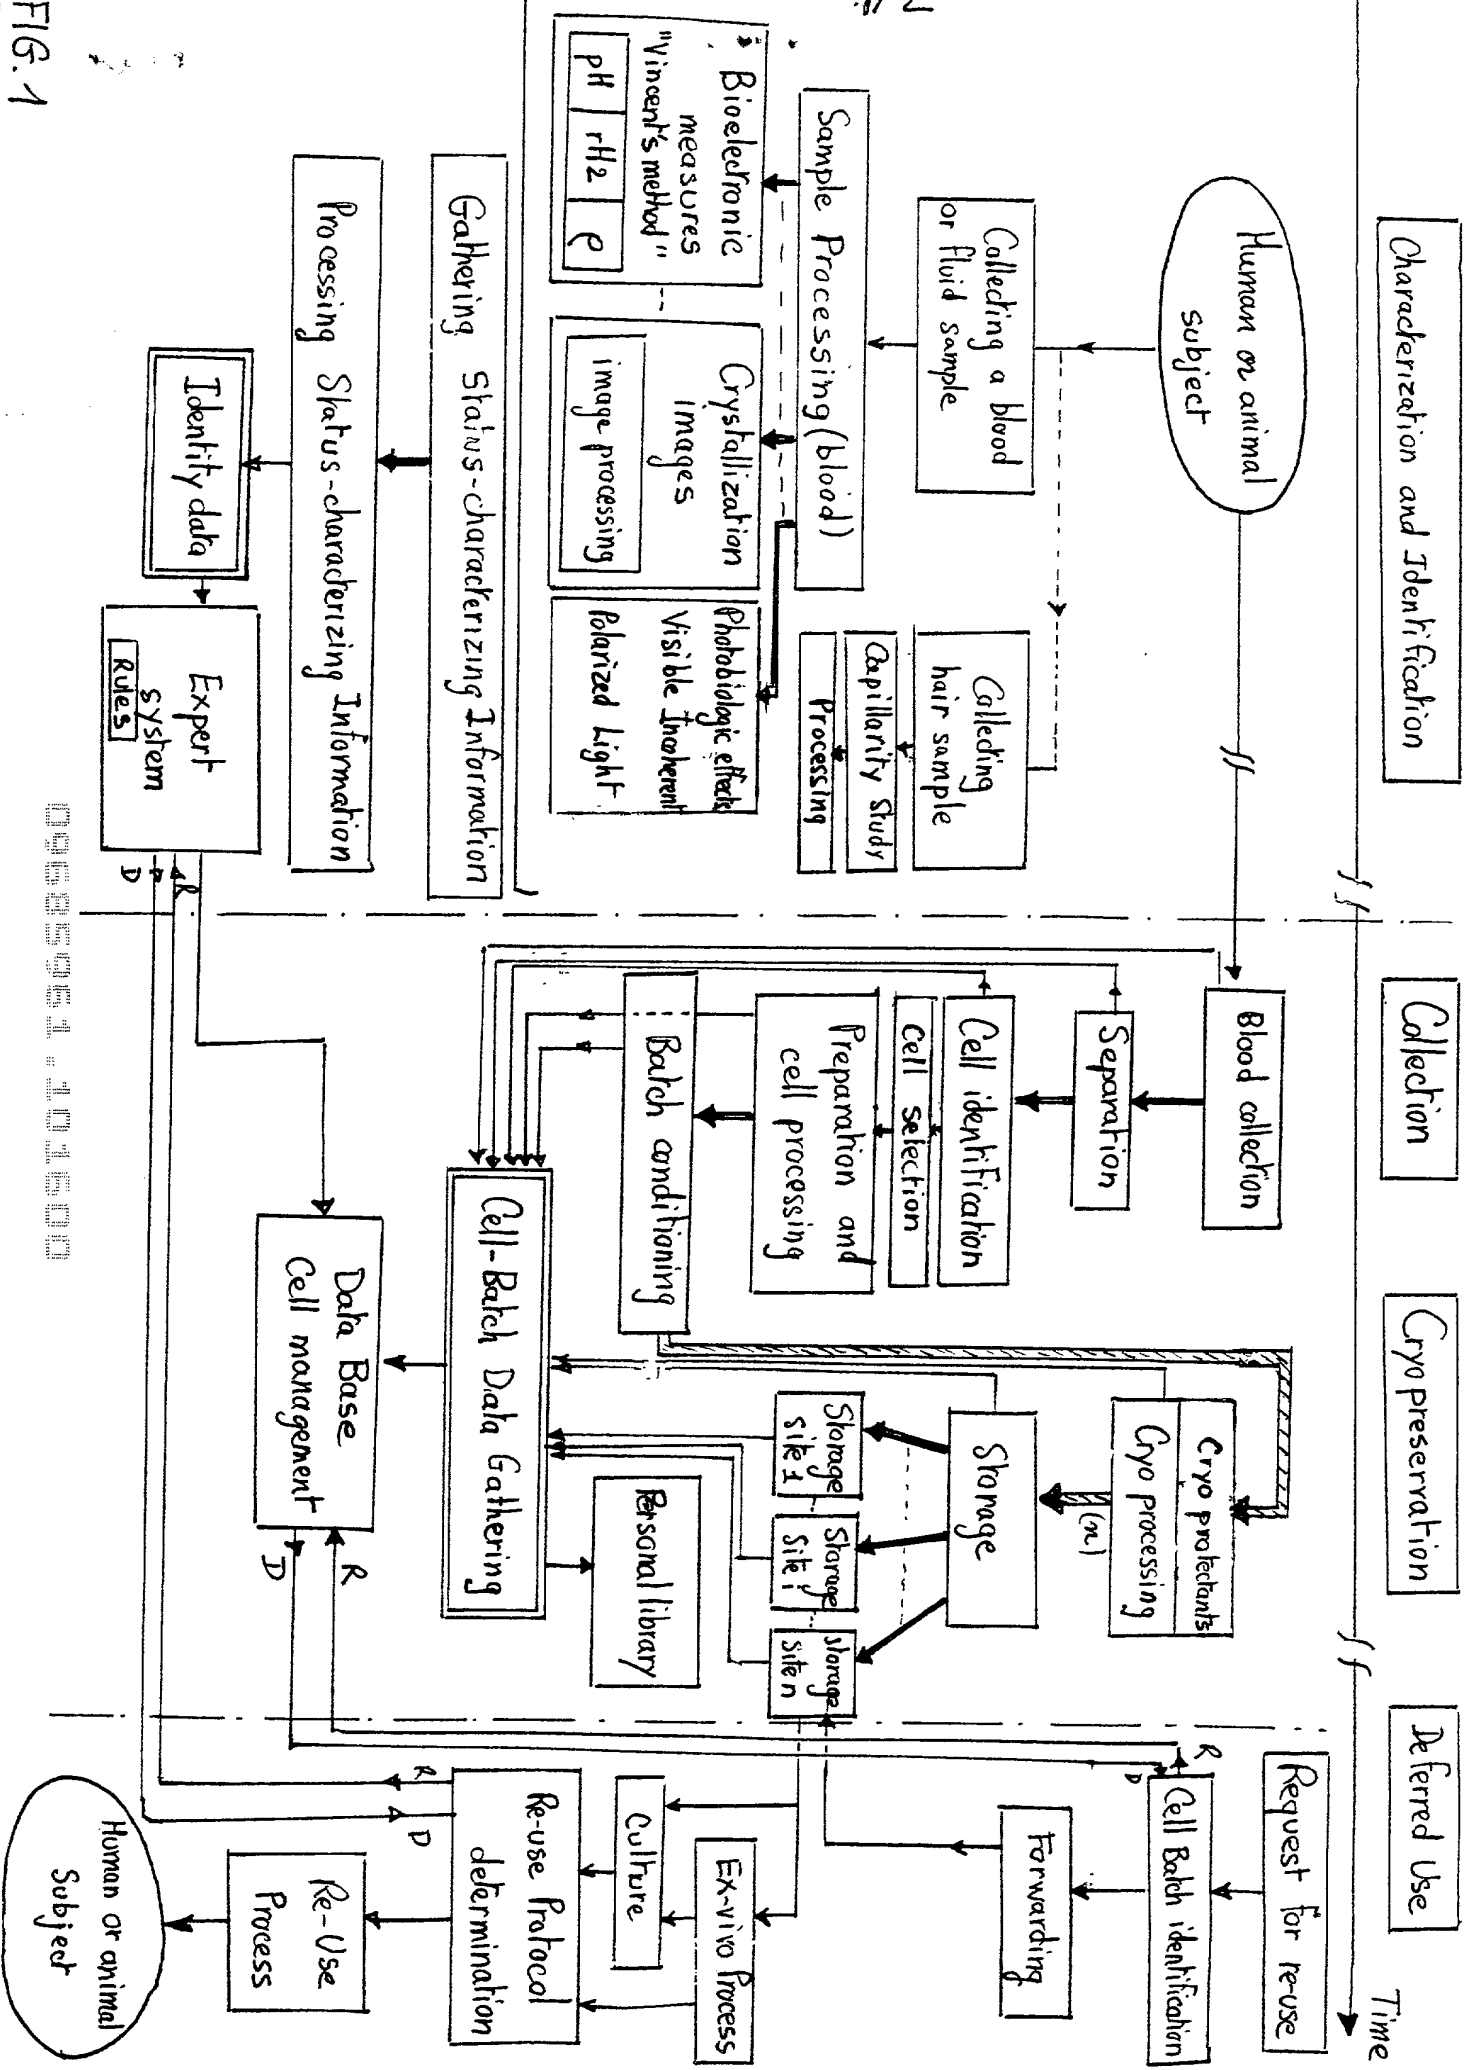 Characterization and Identification
Collection
Cryopreservation
Deferred Use
Time
Human or animal
subject
Collecting a blood
or fluid sample
Collecting
hair sample
Capillarity Study
Processing
Sample Processing (blood)
Bioelectronic
measures
"Vincent's method"
pH
rH2
ρ
Crystallization
images
image processing
Photobiologic effects
Visible Incoherent
Polarized Light
Gathering Status-characterizing Information
Processing Status-characterizing Information
Identity data
Expert
system
Rules
R
D
Blood collection
Separation
Cell identification
Cell selection
Preparation and
cell processing
Batch conditioning
Cell-Batch Data Gathering
Data Base
Cell management
R
D
Cryo protectants
Cryo processing
(n)
Storage
Storage
site 1
Storage
Site i
Storage
site n
Personal library
Request for re-use
Cell Batch identification
R
D
Forwarding
Ex-vivo Process
Culture
Re-use Protocol
determination
R
D
Re-Use
Process
Human or animal
Subject
FIG. 1